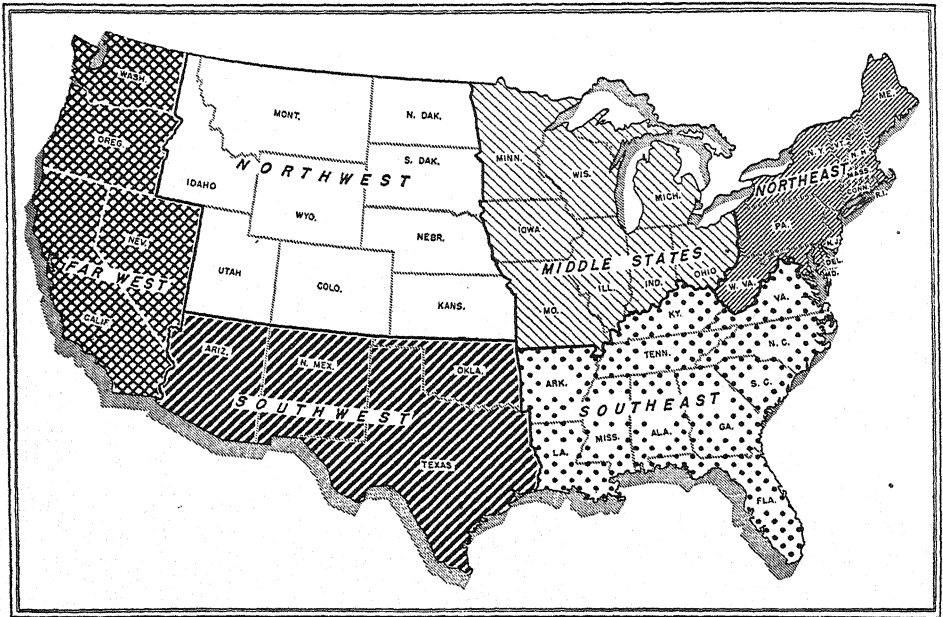 WASH.
OREG.
NEV.
CALIF.
FAR WEST
MONT.
IDAHO
WYO.
UTAH
COLO.
N. DAK.
S. DAK.
NEBR.
KANS.
NORTHWEST
ARIZ.
N. MEX.
OKLA.
TEXAS
SOUTHWEST
MINN.
WIS.
MICH.
IOWA
MO.
ILL.
IND.
OHIO
MIDDLE STATES
ME.
N.Y.
VT.
N.H.
MASS.
CONN.
R.I.
PA.
N.J.
DEL.
MD.
W. VA.
NORTHEAST
KY.
VA.
TENN.
N. C.
S. C.
ARK.
LA.
MISS.
ALA.
GA.
FLA.
SOUTHEAST